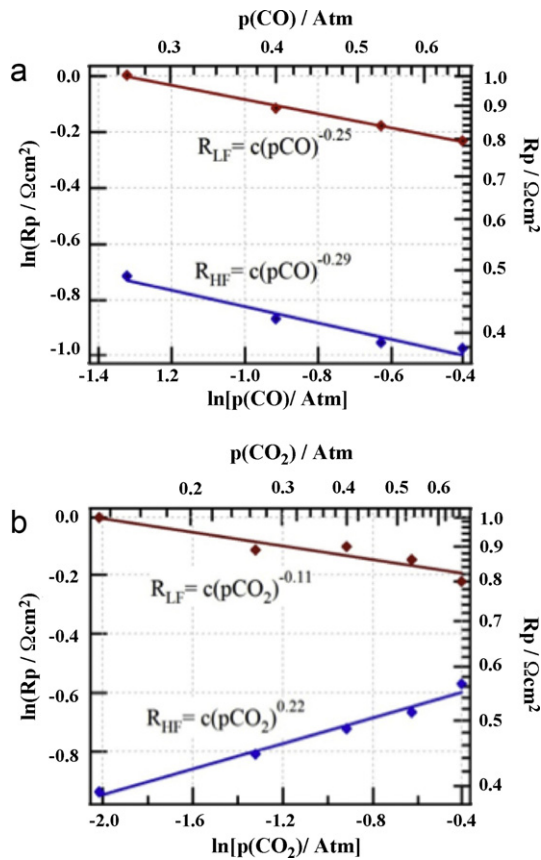 p(CO) / Atm
0.3 0.4 0.5 0.6
a
0.0
-0.2
-0.4
-0.6
-0.8
-1.0
ln(Rp / Ωcm²)
1.0
0.9
0.8
0.7
0.6
0.5
0.4
Rp / Ωcm²
R_LF = c(pCO)^-0.25
R_HF = c(pCO)^-0.29
-1.4 -1.2 -1.0 -0.8 -0.6 -0.4
ln[p(CO)/ Atm]
p(CO₂) / Atm
0.2 0.3 0.4 0.5 0.6
b
0.0
-0.2
-0.4
-0.6
-0.8
ln(Rp / Ωcm²)
1.0
0.9
0.8
0.7
0.6
0.5
0.4
Rp / Ωcm²
R_LF = c(pCO₂)^-0.11
R_HF = c(pCO₂)^0.22
-2.0 -1.6 -1.2 -0.8 -0.4
ln[p(CO₂)/ Atm]